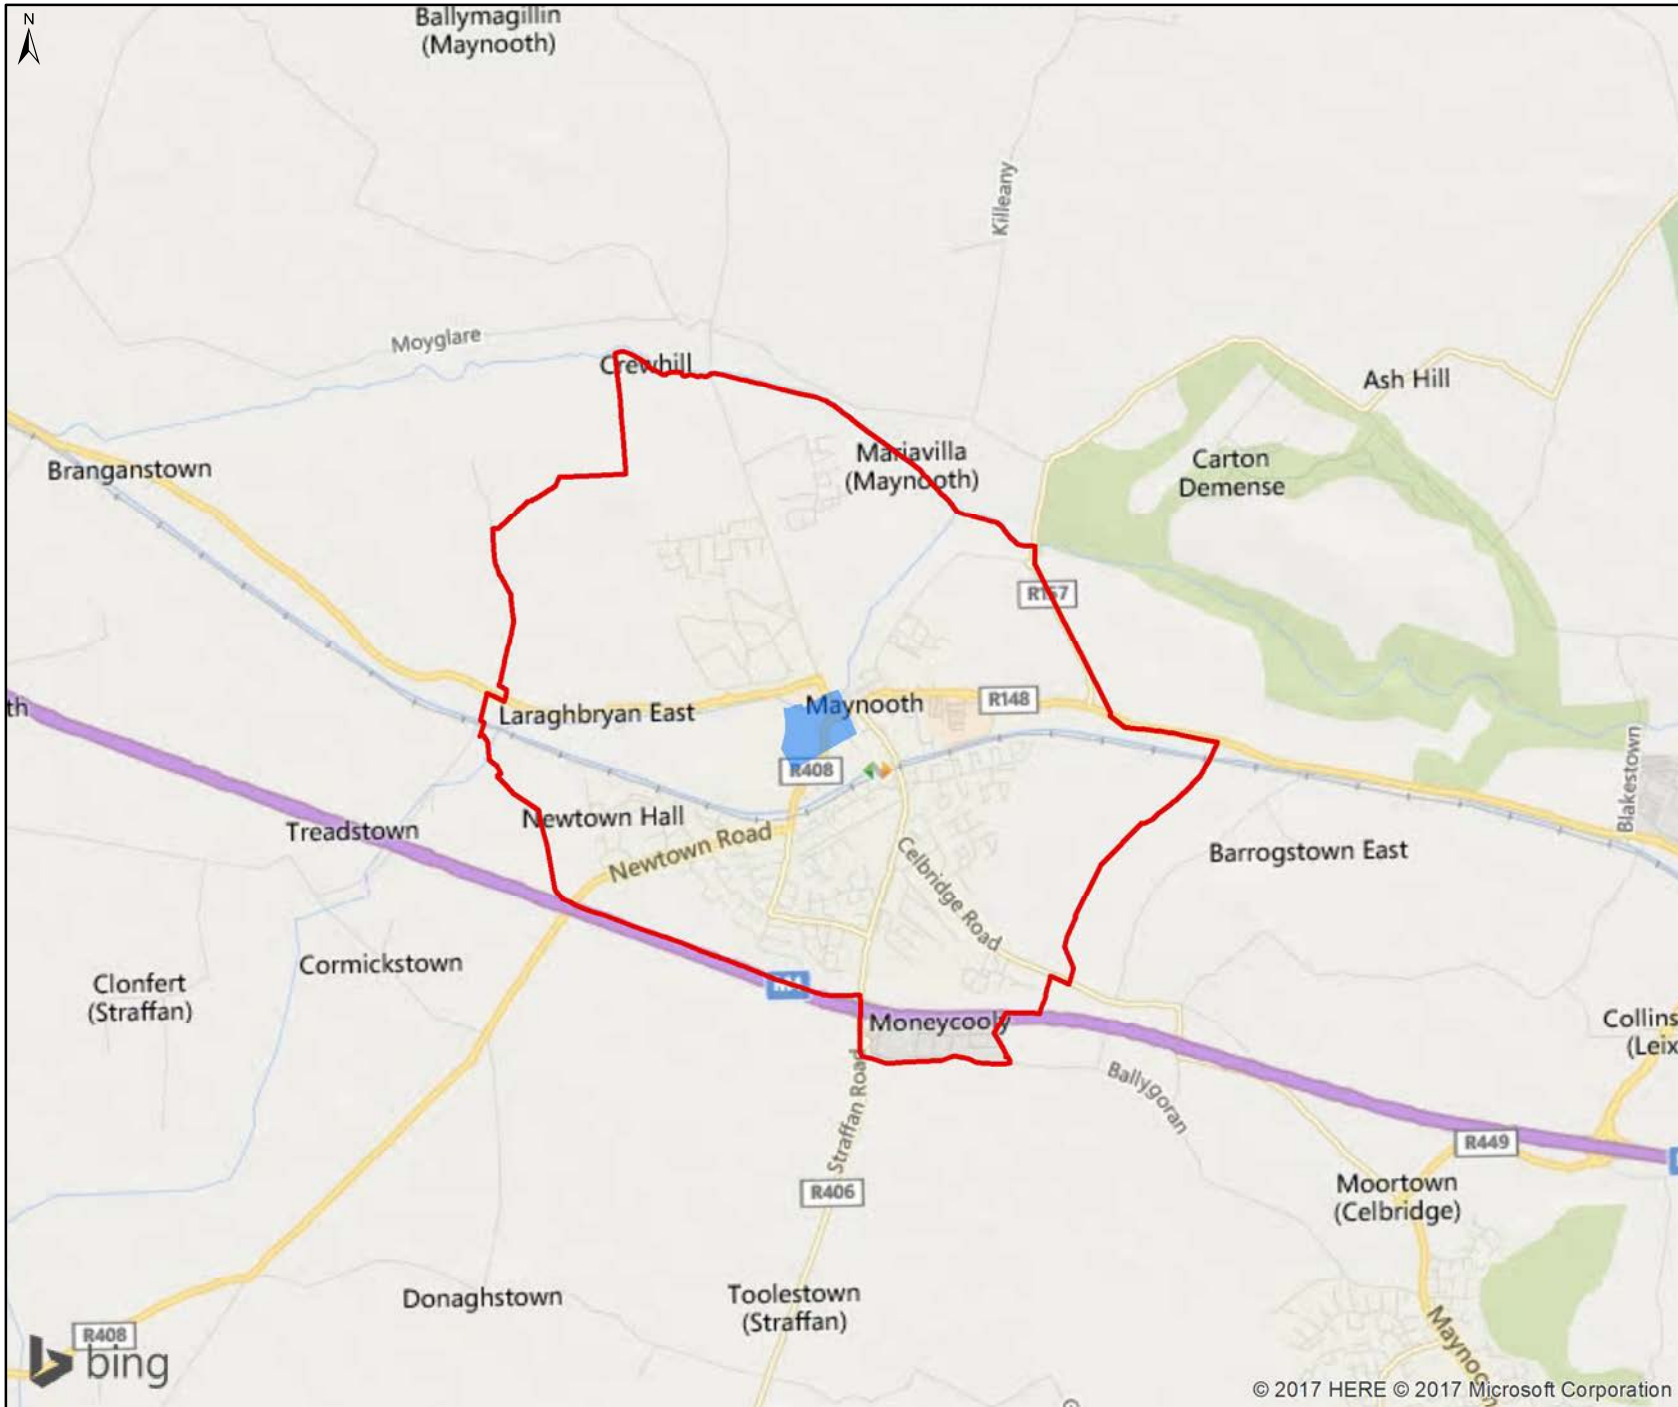 N
Ballymagillin
(Maynooth)
Killeany
Moyglare
Crewhill
Ash Hill
Mariavilla
(Maynooth)
Carton
Demense
Branganstown
R157
th
Laraghbryan East
Maynooth
R148
R408
Blakestown
Newtown Hall
Treadstown
Newtown Road
Celbridge Road
Barrogstown East
Cormickstown
Clonfert
(Straffan)
Moneycooly
Collins
(Leix
Ballygoran
Straffan Road
R449
R406
Moortown
(Celbridge)
Donaghstown
Toolestown
(Straffan)
R408
bing
Maynoo
© 2017 HERE © 2017 Microsoft Corporation